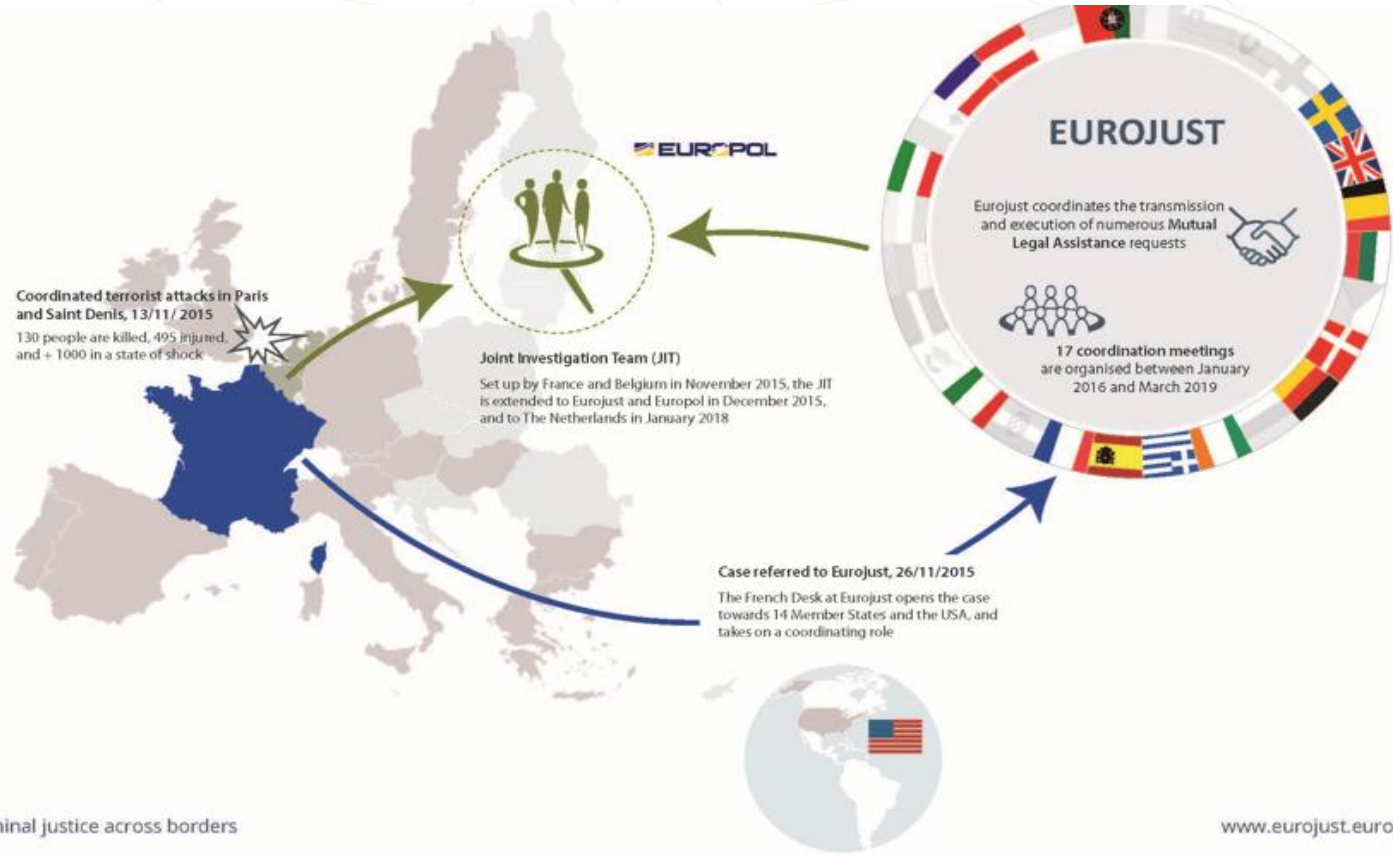 EUROPOL
EUROJUST
Eurojust coordinates the transmission
and execution of numerous Mutual
Legal Assistance requests
17 coordination meetings
are organised between January
2016 and March 2019
Coordinated terrorist attacks in Paris
and Saint Denis, 13/11/ 2015
130 people are killed, 495 injured,
and + 1000 in a state of shock
Joint Investigation Team (JIT)
Set up by France and Belgium in November 2015, the JIT
is extended to Eurojust and Europol in December 2015,
and to The Netherlands in January 2018
Case referred to Eurojust, 26/11/2015
The French Desk at Eurojust opens the case
towards 14 Member States and the USA, and
takes on a coordinating role
inal justice across borders
www.eurojust.euro